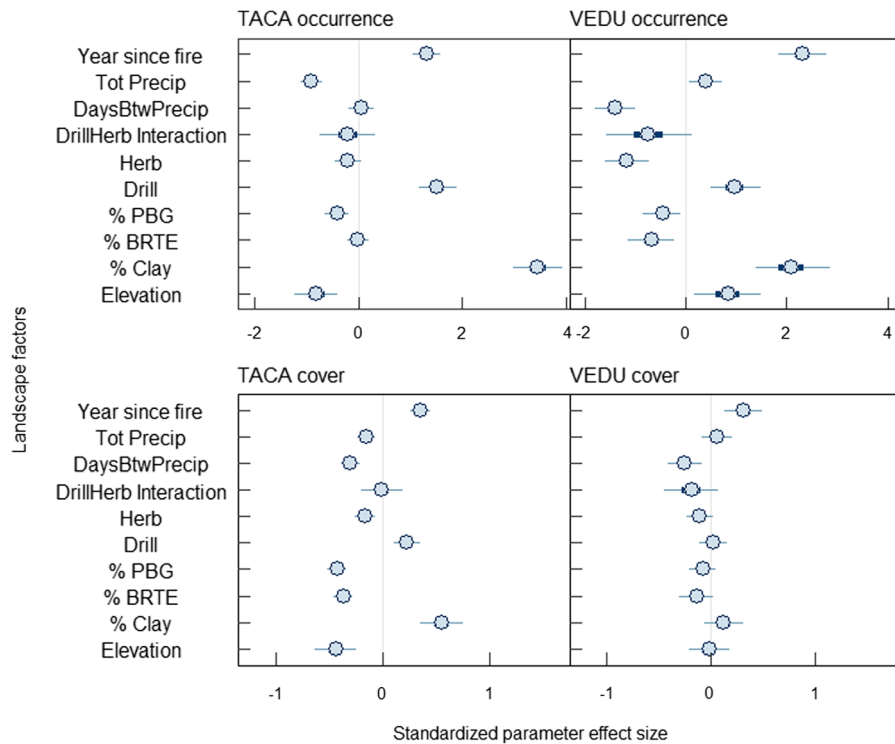 TACA occurrence
VEDU occurrence
Year since fire
Tot Precip
DaysBtwPrecip
DrillHerb Interaction
Herb
Drill
% PBG
% BRTE
% Clay
Elevation
-2 0 2 4 -2 0 2 4
Landscape factors
TACA cover
VEDU cover
Year since fire
Tot Precip
DaysBtwPrecip
DrillHerb Interaction
Herb
Drill
% PBG
% BRTE
% Clay
Elevation
-1 0 1 -1 0 1
Standardized parameter effect size